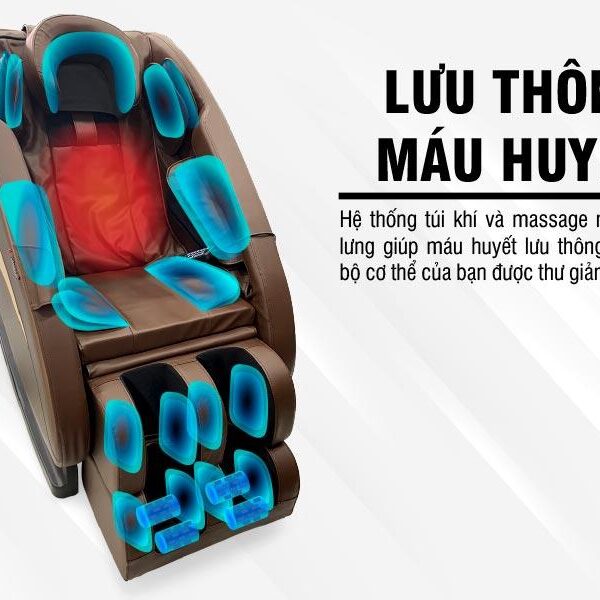 LƯU THÔN
MÁU HUY
Hệ thống túi khí và massage
lưng giúp máu huyết lưu thông
bộ cơ thể của bạn được thư giãn